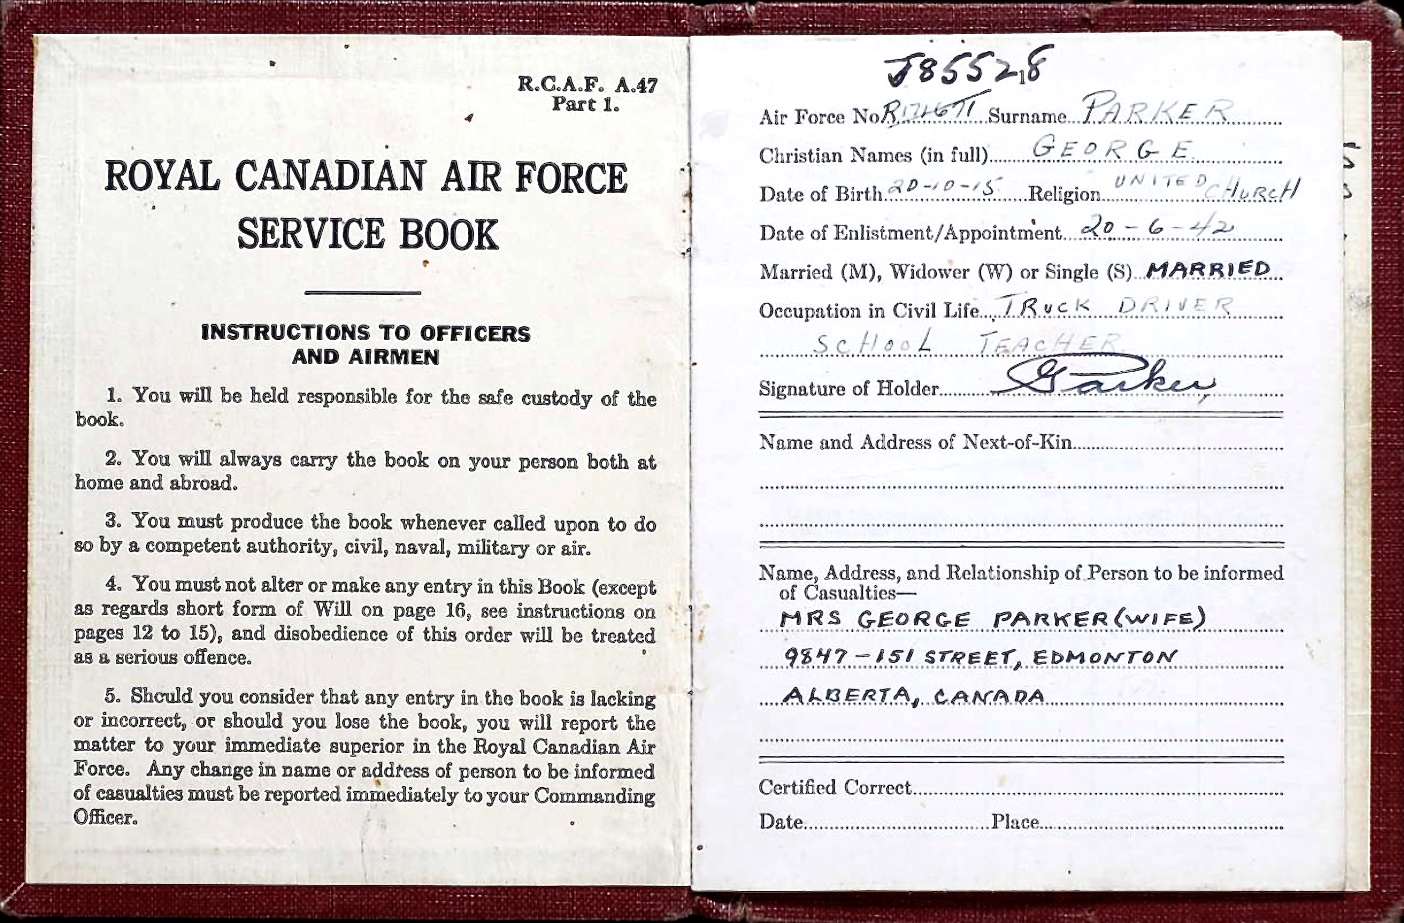 R.C.A.F. A.47
Part 1.
ROYAL CANADIAN AIR FORCE
SERVICE BOOK
INSTRUCTIONS TO OFFICERS
AND AIRMEN
1. You will be held responsible for the safe custody of the
book.
2. You will always carry the book on your person both at
home and abroad.
3. You must produce the book whenever called upon to do
so by a competent authority, civil, naval, military or air.
4. You must not alter or make any entry in this Book (except
as regards short form of Will on page 16, see instructions on
pages 12 to 15), and disobedience of this order will be treated
as a serious offence.
5. Should you consider that any entry in the book is lacking
or incorrect, or should you lose the book, you will report the
matter to your immediate superior in the Royal Canadian Air
Force. Any change in name or address of person to be informed
of casualties must be reported immediately to your Commanding
Officer.
J85528
Air Force No. Surname PARKER
Christian Names (in full) GEORGE
Date of Birth 20-10-15 Religion UNITED CHURCH
Date of Enlistment/Appointment 20-6-42
Married (M), Widower (W) or Single (S) MARRIED
Occupation in Civil Life TRUCK DRIVER
SCHOOL TEACHER
Signature of Holder G Parker
Name and Address of Next-of-Kin
Name, Address, and Relationship of Person to be informed
of Casualties—
MRS GEORGE PARKER (WIFE)
9847-151 STREET, EDMONTON
ALBERTA, CANADA
Certified Correct
Date Place